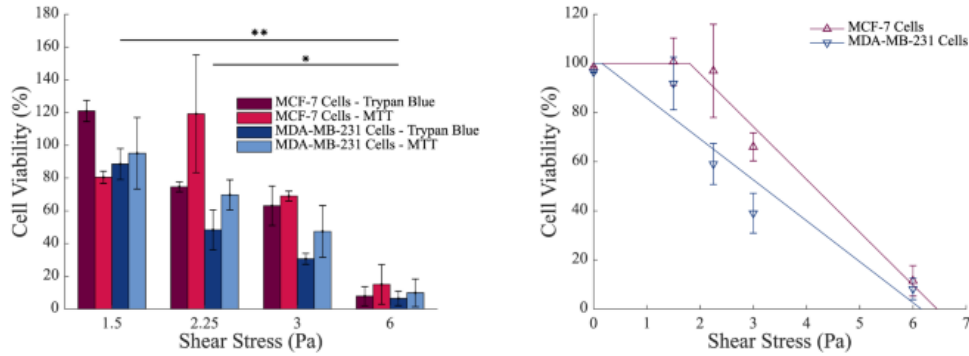 180
160
140
120
100
80
60
40
20
0
Cell Viability (%)
**
*
MCF-7 Cells - Trypan Blue
MCF-7 Cells - MTT
MDA-MB-231 Cells - Trypan Blue
MDA-MB-231 Cells - MTT
1.5 2.25 3 6
Shear Stress (Pa)
120
100
80
60
40
20
0
Cell Viability (%)
MCF-7 Cells
MDA-MB-231 Cells
0 1 2 3 4 5 6 7
Shear Stress (Pa)